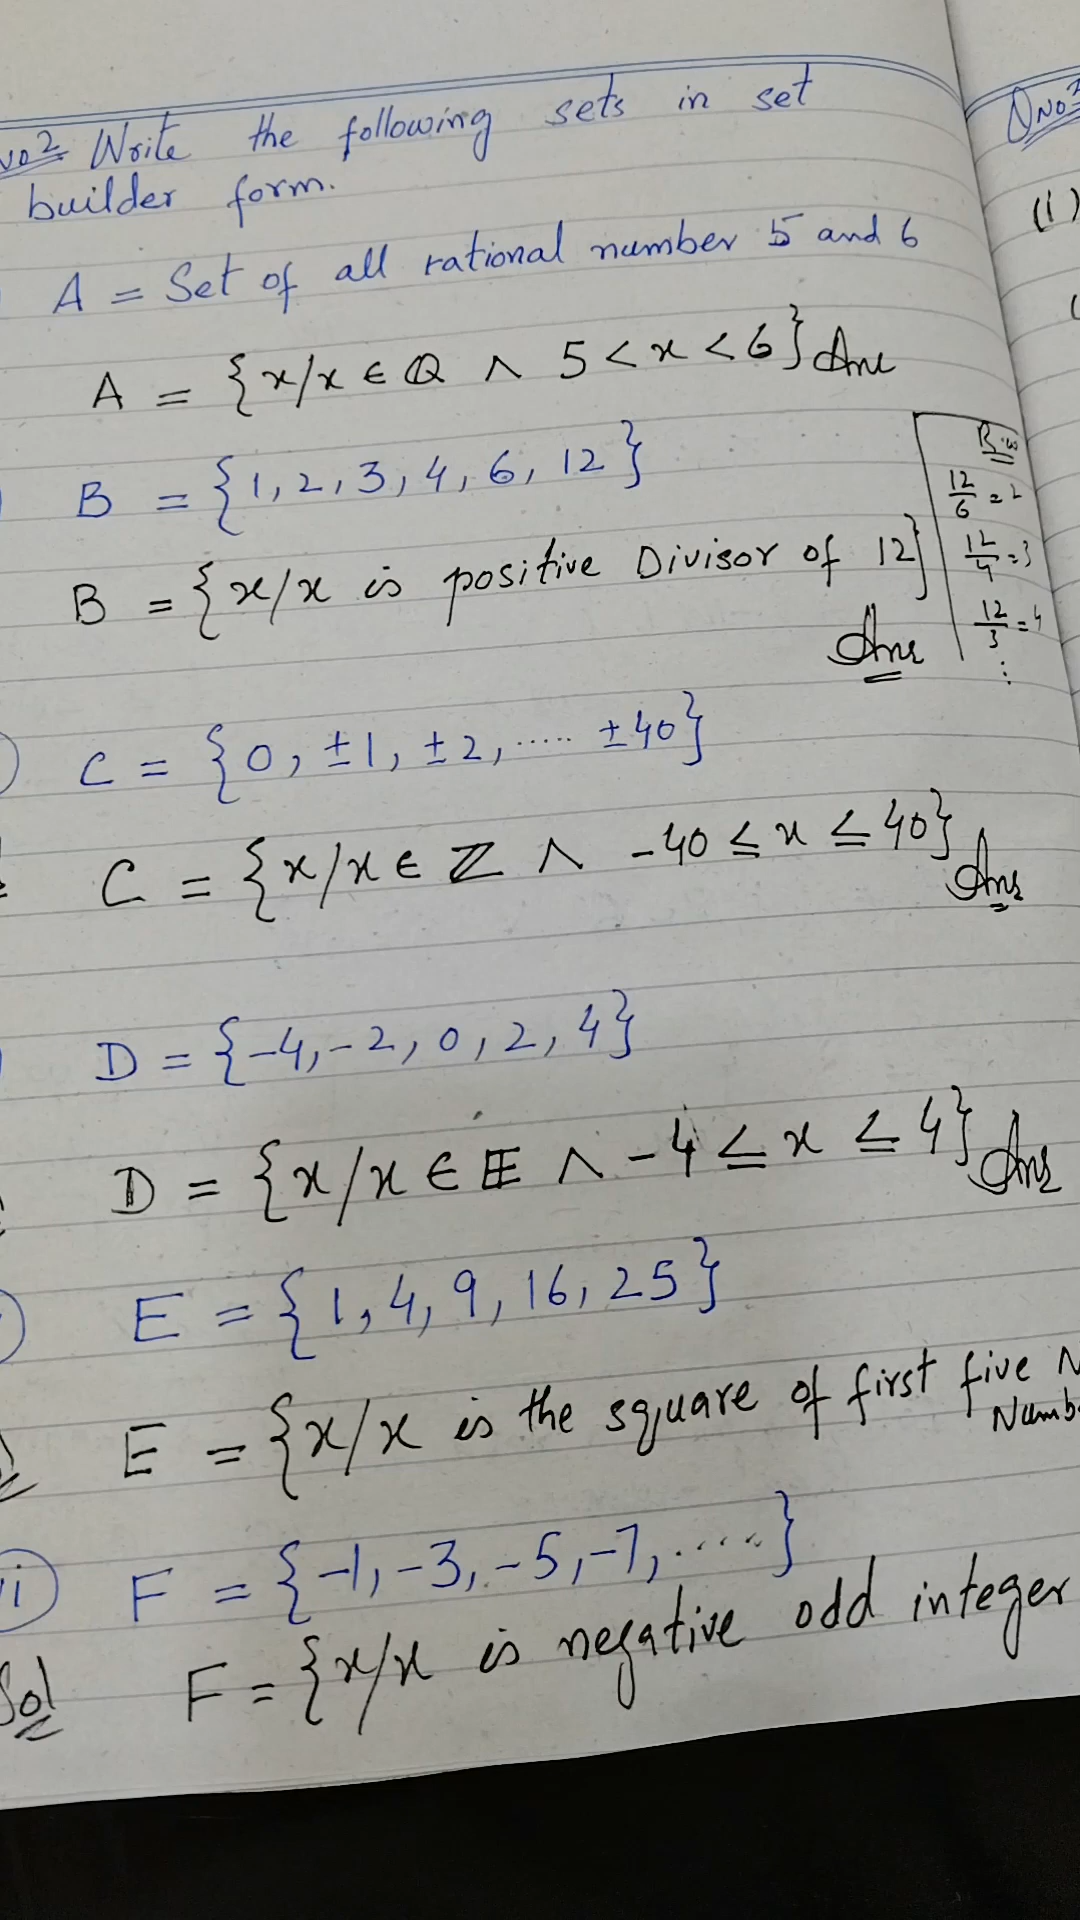 No 2 Write the following sets in set
builder form.
A = Set of all rational number 5 and 6
A = {x/x ∈ Q ∧ 5 < x < 6} Ans
B = {1, 2, 3, 4, 6, 12}
B = {x/x is positive Divisor of 12}
Ans
12/6 = 2
12/4 = 3
12/3 = 4
⋮
C = {0, ±1, ±2, ..... ±40}
C = {x/x ∈ Z ∧ -40 ≤ x ≤ 40} Ans
D = {-4, -2, 0, 2, 4}
D = {x/x ∈ E ∧ -4 ≤ x ≤ 4} Ans
E = {1, 4, 9, 16, 25}
E = {x/x is the square of first five N
Numb
ii F = {-1, -3, -5, -7, .....}
Sol F = {x/x is negative odd integer
QNo
(i)